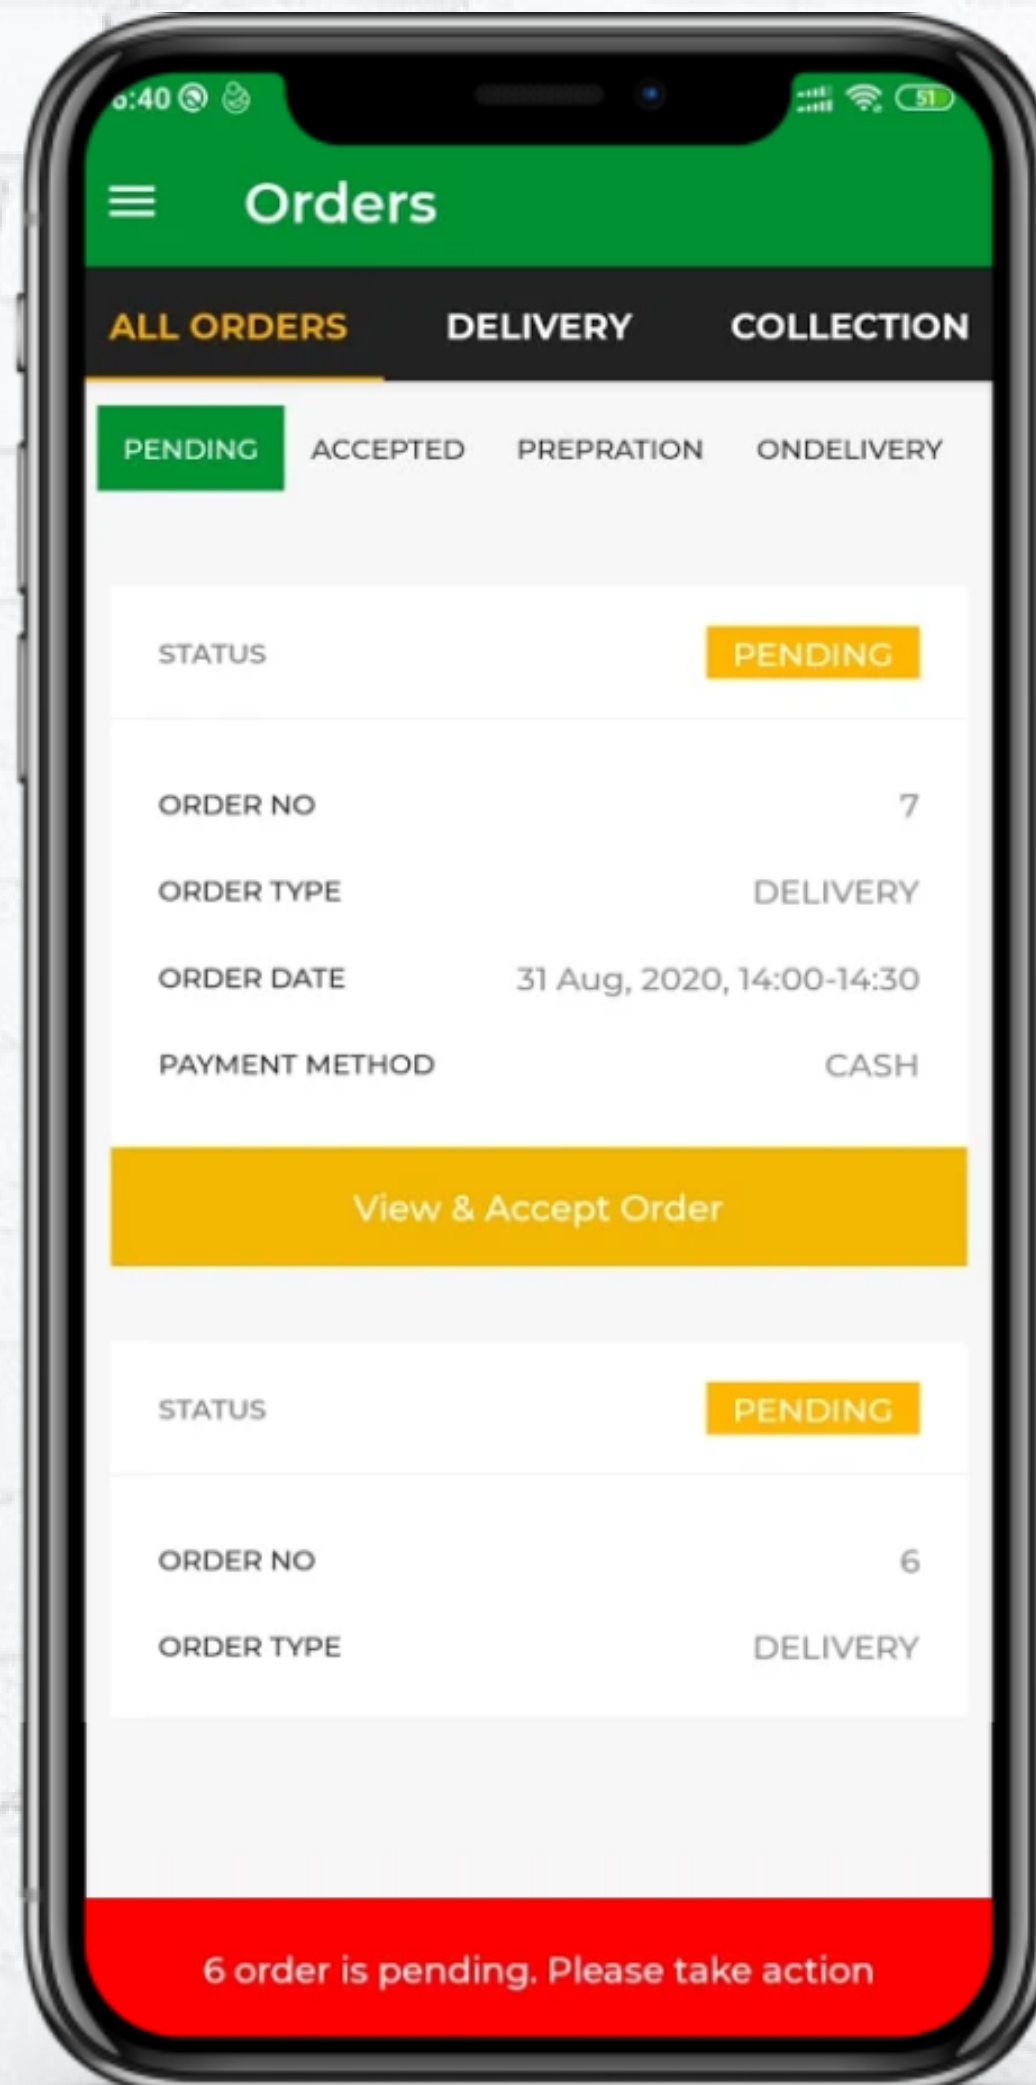 6:40 51
Orders
ALL ORDERS DELIVERY COLLECTION
PENDING ACCEPTED PREPRATION ONDELIVERY
STATUS PENDING
ORDER NO 7
ORDER TYPE DELIVERY
ORDER DATE 31 Aug, 2020, 14:00-14:30
PAYMENT METHOD CASH
View & Accept Order
STATUS PENDING
ORDER NO 6
ORDER TYPE DELIVERY
6 order is pending. Please take action